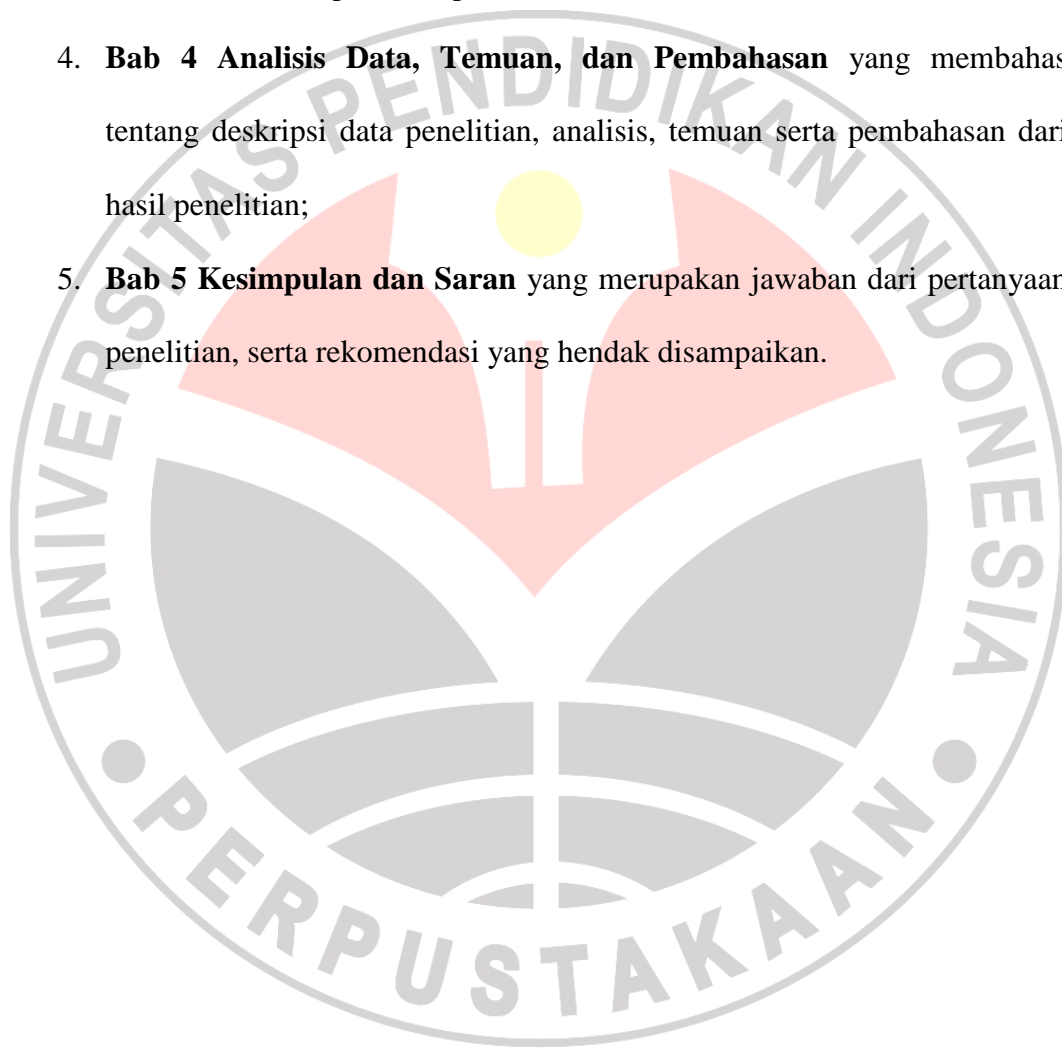 4. Bab 4 Analisis Data, Temuan, dan Pembahasan yang membahas
tentang deskripsi data penelitian, analisis, temuan serta pembahasan dari
hasil penelitian;
5. Bab 5 Kesimpulan dan Saran yang merupakan jawaban dari pertanyaan
penelitian, serta rekomendasi yang hendak disampaikan.
UNIVERSITAS PENDIDIKAN INDONESIA
PERPUSTAKAAN